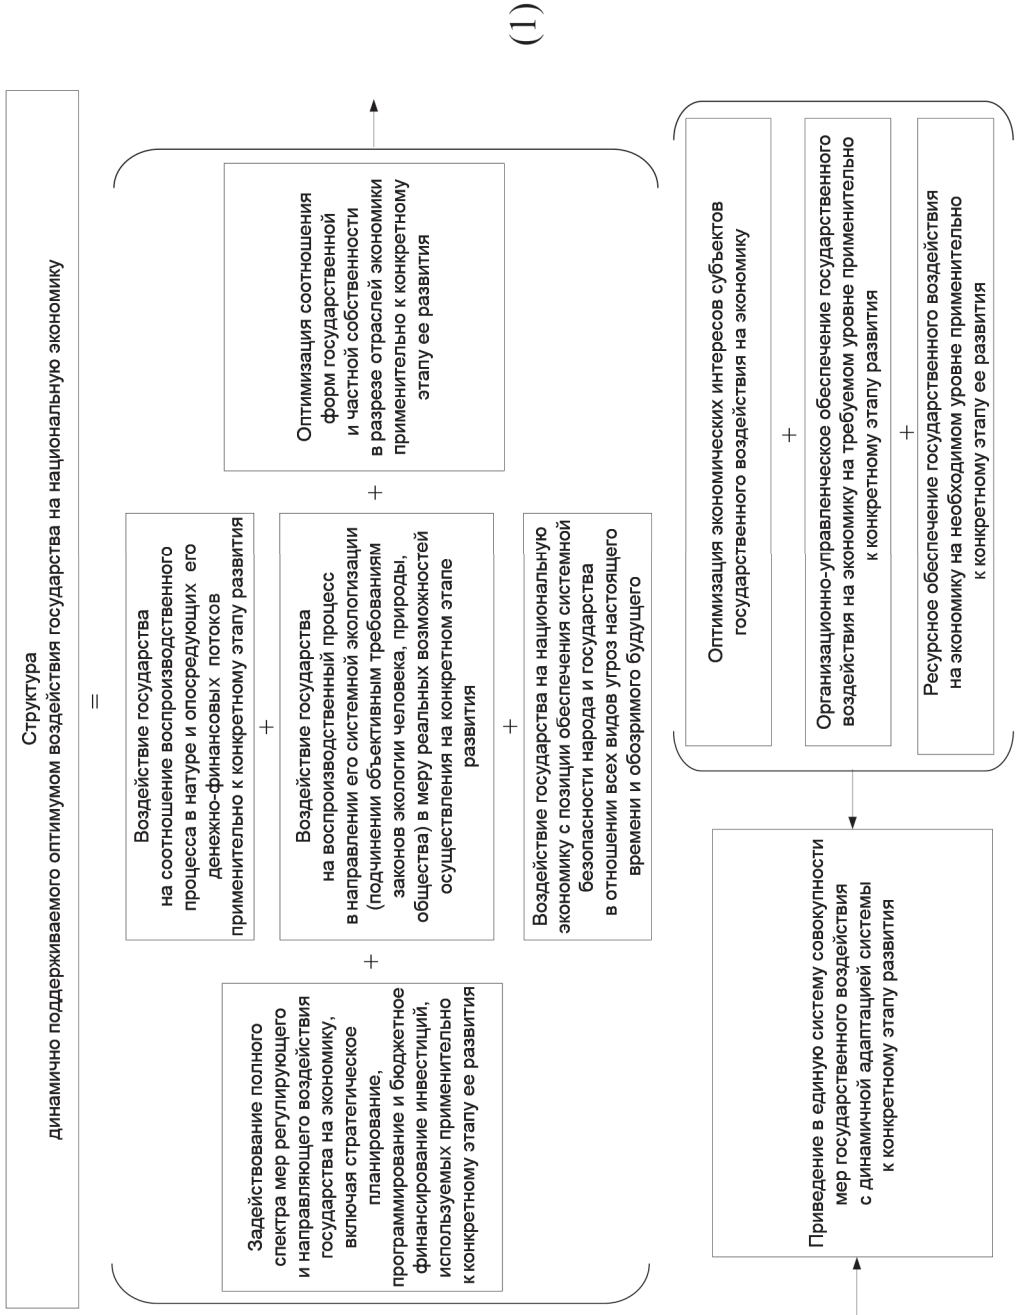 Структура
динамично поддерживаемого оптимумом воздействия государства на национальную экономику
=
Задействование полного
спектра мер регулирующего
и направляющего воздействия
государства на экономику,
включая стратегическое
планирование,
программирование и бюджетное
финансирование инвестиций,
используемых применительно
к конкретному этапу ее развития
+
Воздействие государства
на соотношение воспроизводственного
процесса в натуре и опосредующих его
денежно-финансовых потоков
применительно к конкретному этапу развития
+
Воздействие государства
на воспроизводственный процесс
в направлении его системной экологизации
(подчинении объективным требованиям
законов экологии человека, природы,
общества) в меру реальных возможностей
осуществления на конкретном этапе
развития
+
Воздействие государства на национальную
экономику с позиции обеспечения системной
безопасности народа и государства
в отношении всех видов угроз настоящего
времени и обозримого будущего
+
Оптимизация соотношения
форм государственной
и частной собственности
в разрезе отраслей экономики
применительно к конкретному
этапу ее развития
Приведение в единую систему совокупности
мер государственного воздействия
с динамичной адаптацией системы
к конкретному этапу развития
Оптимизация экономических интересов субъектов
государственного воздействия на экономику
+
Организационно-управленческое обеспечение государственного
воздействия на экономику на требуемом уровне применительно
к конкретному этапу развития
+
Ресурсное обеспечение государственного воздействия
на экономику на необходимом уровне применительно
к конкретному этапу ее развития
(1)